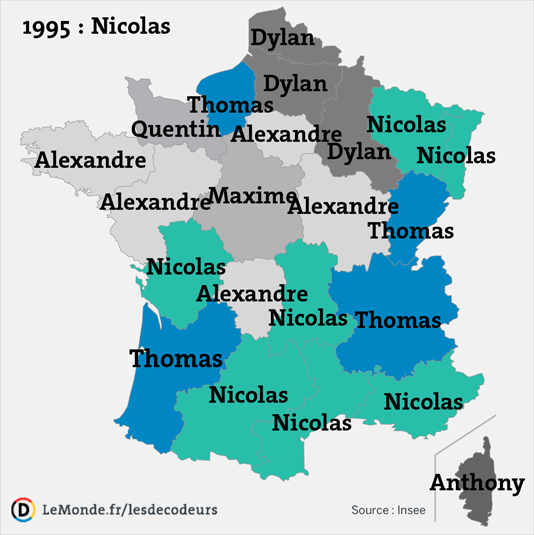 1995 : Nicolas
Dylan
Dylan
Thomas
Quentin
Alexandre
Nicolas
Dylan
Nicolas
Alexandre
Alexandre
Maxime
Alexandre
Thomas
Nicolas
Alexandre
Nicolas
Thomas
Thomas
Nicolas
Nicolas
Nicolas
Anthony
LeMonde.fr/lesdecodeurs
Source : Insee